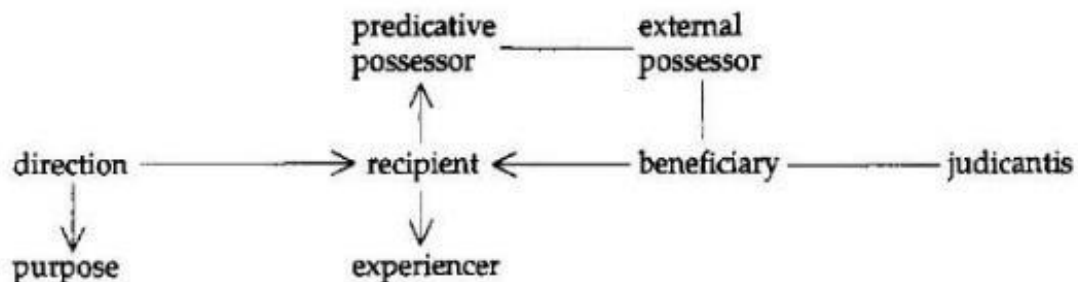 predicative external
possessor possessor
direction recipient beneficiary judicantis
purpose experiencer